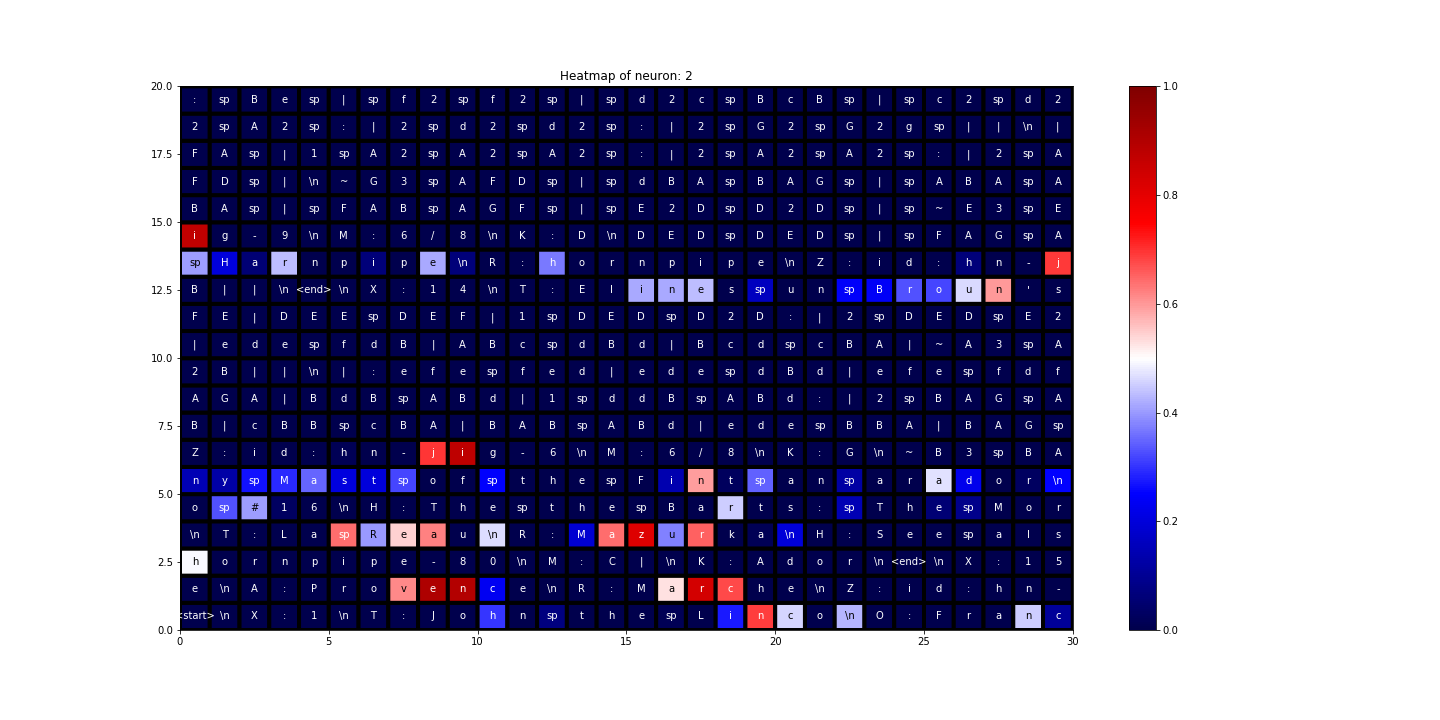 Heatmap of neuron: 2
20.0 : sp B e sp | sp f 2 sp f 2 sp | sp d 2 c sp B c B sp | sp c 2 sp d 2 1.0
2 sp A 2 sp : | 2 sp d 2 sp d 2 sp : | 2 sp G 2 sp G 2 g sp | | \n |
17.5 F A sp | 1 sp A 2 sp A 2 sp A 2 sp : | 2 sp A 2 sp A 2 sp : | 2 sp A
F D sp | \n ~ G 3 sp A F D sp | sp d B A sp B A G sp | sp A B A sp A
B A sp | sp F A B sp A G F sp | sp E 2 D sp D 2 D sp | sp ~ E 3 sp E 0.8
15.0 i g - 9 \n M : 6 / 8 \n K : D \n D E D sp D E D sp | sp F A G sp A
sp H a r n p i p e \n R : h o r n p i p e \n Z : i d : h n - j
12.5 B | | \n <end> \n X : 1 4 \n T : E l i n e s sp u n sp B r o u n ' s 0.6
F E | D E E sp D E F | 1 sp D E D sp D 2 D : | 2 sp D E D sp E 2
| e d e sp f d B | A B c sp d B d | B c d sp c B A | ~ A 3 sp A
10.0 2 B | | \n | : e f e sp f e d | e d e sp d B d | e f e sp f d f
A G A | B d B sp A B d | 1 sp d d B sp A B d : | 2 sp B A G sp A 0.4
7.5 B | c B B sp c B A | B A B sp A B d | e d e sp B B A | B A G sp
Z : i d : h n - j i g - 6 \n M : 6 / 8 \n K : G \n ~ B 3 sp B A
n y sp M a s t sp o f sp t h e sp F i n t sp a n sp a r a d o r \n
5.0 o sp # 1 6 \n H : T h e sp t h e sp B a r t s : sp T h e sp M o r 0.2
\n T : L a sp R e a u \n R : M a z u r k a \n H : S e e sp a l s
2.5 h o r n p i p e - 8 0 \n M : C | \n K : A d o r \n <end> \n X : 1 5
e \n A : P r o v e n c e \n R : M a r c h e \n Z : i d : h n -
0.0 <start> \n X : 1 \n T : J o h n sp t h e sp L i n c o \n O : F r a n c 0.0
0 5 10 15 20 25 30